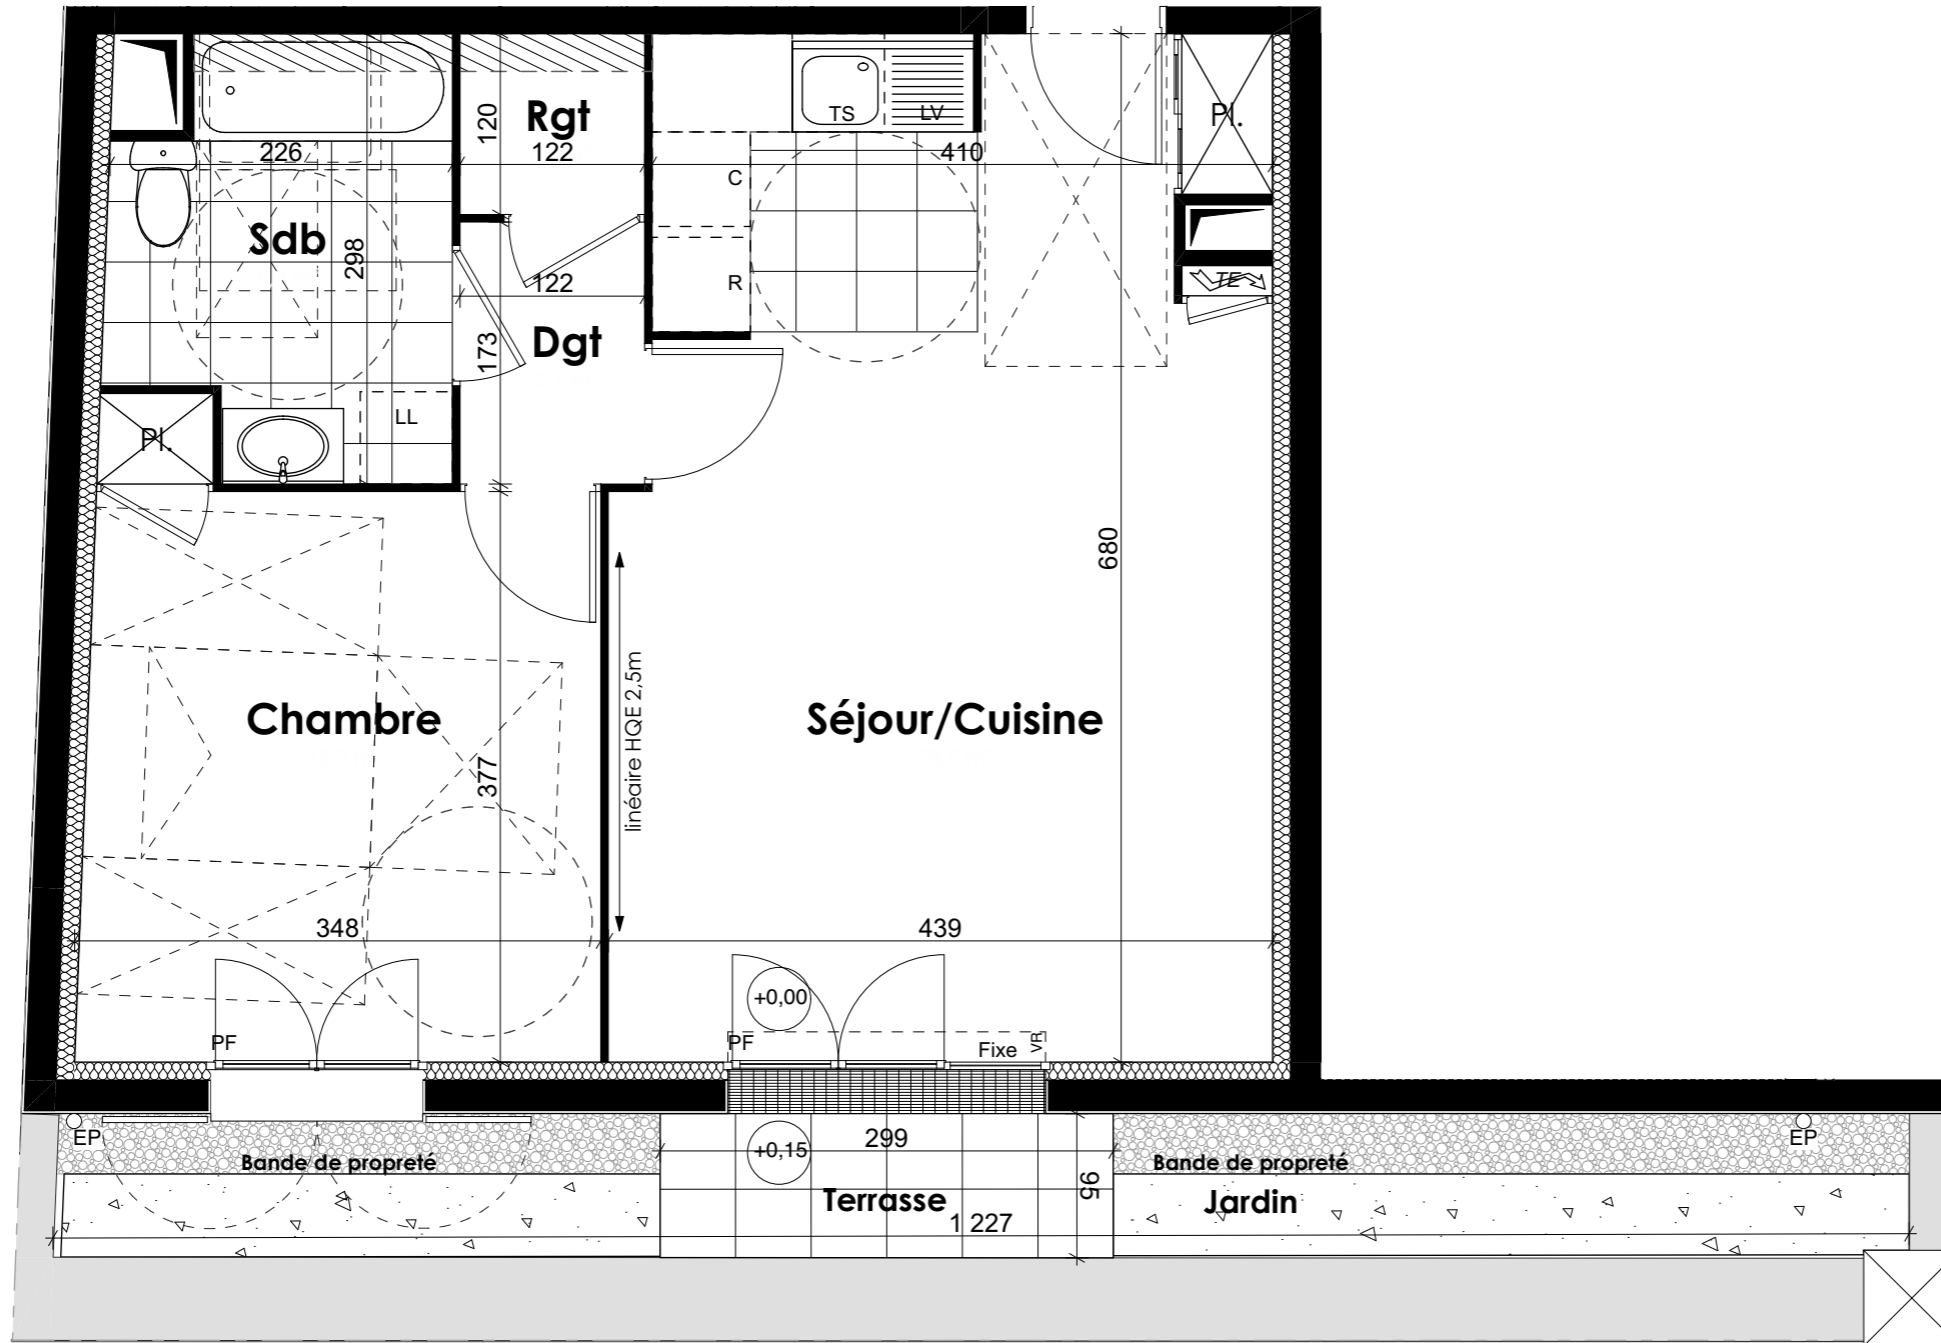 Rgt
120
122
TS
LV
Pl.
226
410
C
Sdb
298
R
122
TE
173
Dgt
LL
Pl.
680
linéaire HQE 2,5m
Chambre
Séjour/Cuisine
377
348
439
+0,00
PF
PF
Fixe
VR
EP
299
EP
+0,15
Bande de propreté
Bande de propreté
95
Terrasse
Jardin
1 227